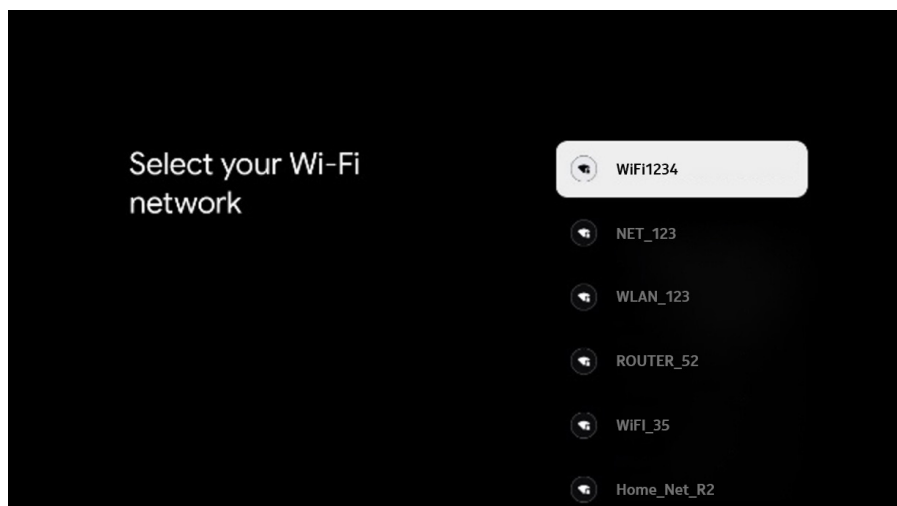 Select your Wi-Fi
network
WiFi1234
NET_123
WLAN_123
ROUTER_52
WiFI_35
Home_Net_R2